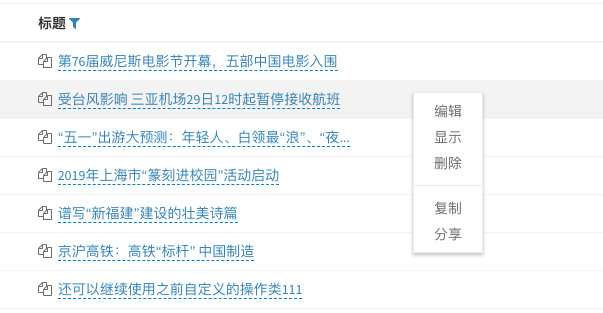 标题
第76届威尼斯电影节开幕，五部中国电影入围
受台风影响 三亚机场29日12时起暂停接收航班
“五一”出游大预测：年轻人、白领最“浪”、“夜...
2019年上海市“篆刻进校园”活动启动
谱写“新福建”建设的壮美诗篇
京沪高铁：高铁“标杆” 中国制造
还可以继续使用之前自定义的操作类111
编辑
显示
删除
复制
分享